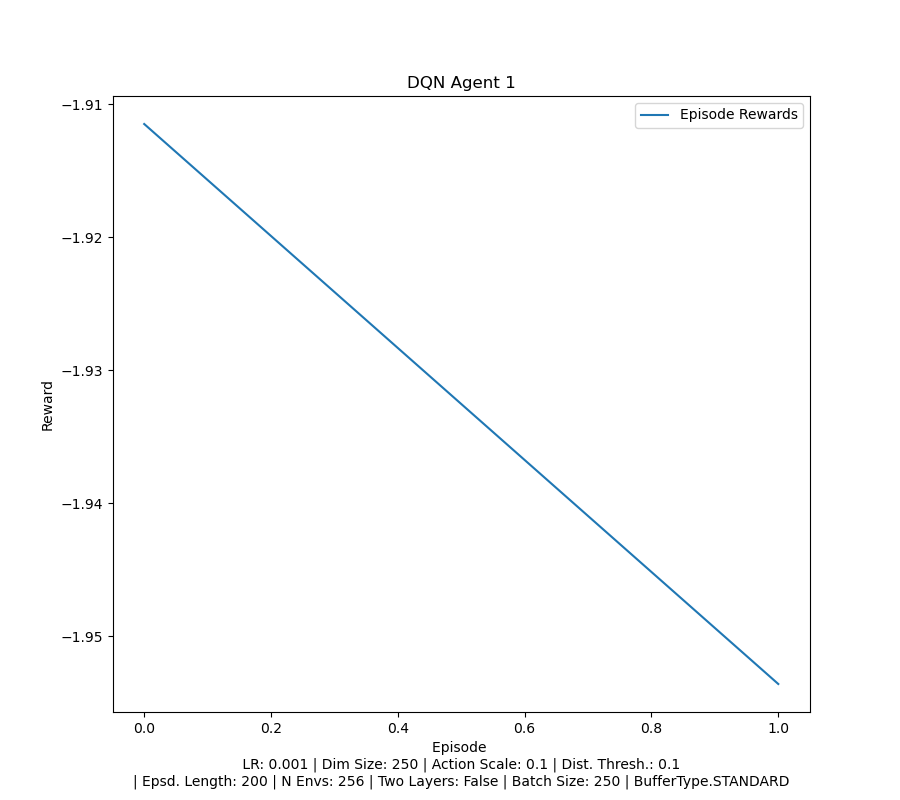 DQN Agent 1
Episode Rewards
−1.91
−1.92
−1.93
−1.94
−1.95
Reward
0.0 0.2 0.4 0.6 0.8 1.0
Episode
LR: 0.001 | Dim Size: 250 | Action Scale: 0.1 | Dist. Thresh.: 0.1
| Epsd. Length: 200 | N Envs: 256 | Two Layers: False | Batch Size: 250 | BufferType.STANDARD